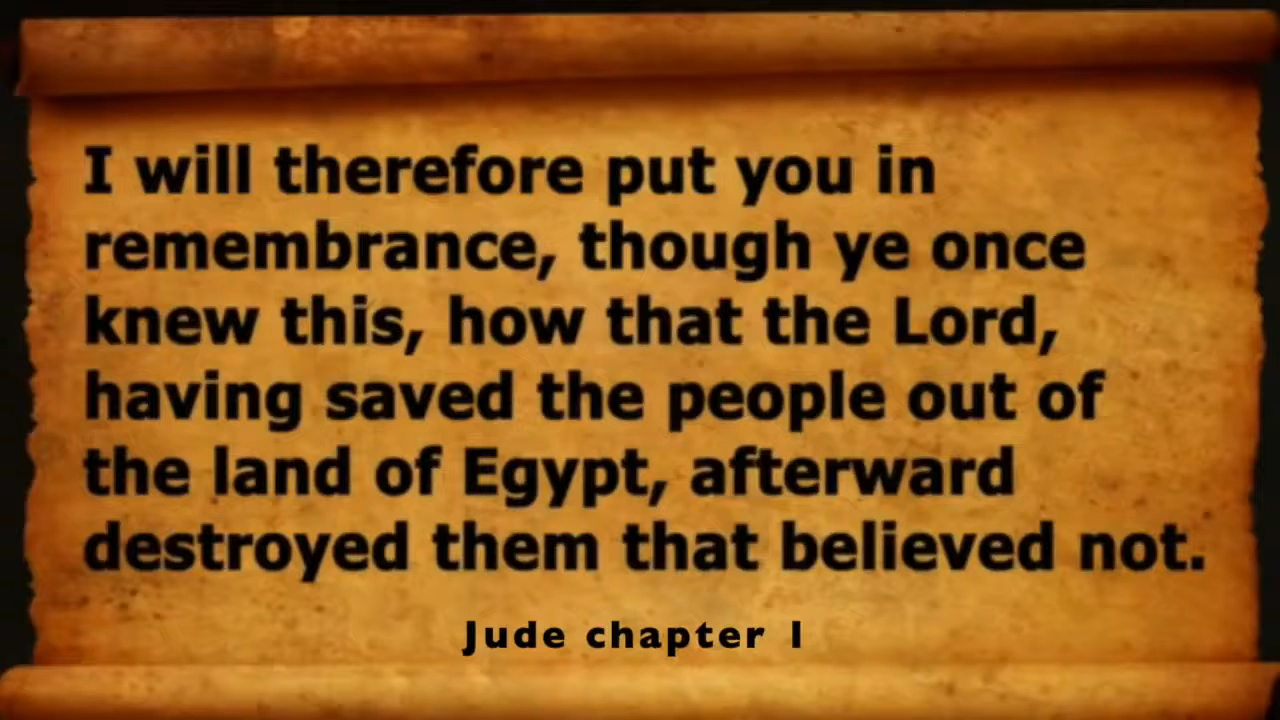 I will therefore put you in
remembrance, though ye once
knew this, how that the Lord,
having saved the people out of
the land of Egypt, afterward
destroyed them that believed not.
Jude chapter 1